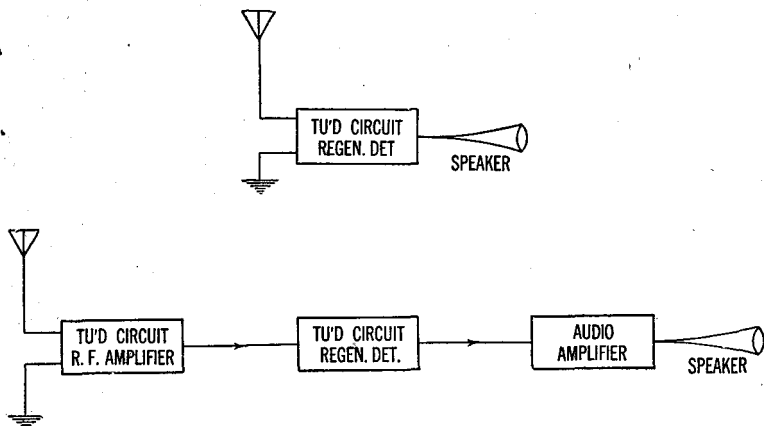 TU'D CIRCUIT
REGEN. DET
SPEAKER
TU'D CIRCUIT
R. F. AMPLIFIER
TU'D CIRCUIT
REGEN. DET.
AUDIO
AMPLIFIER
SPEAKER